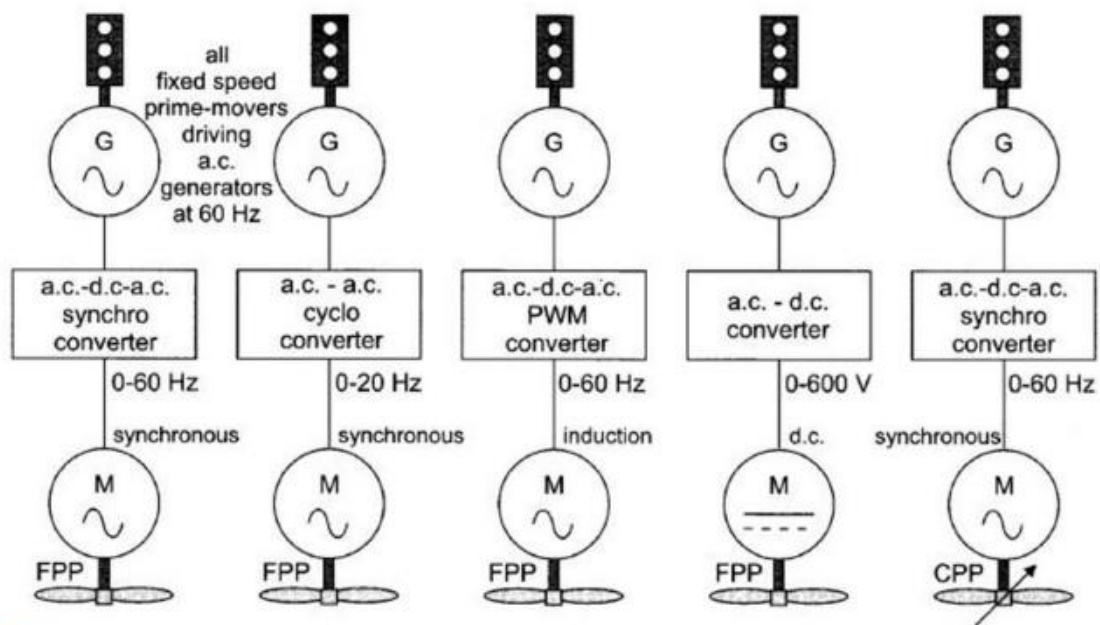 all
fixed speed
prime-movers
driving
a.c.
generators
at 60 Hz
G
G
G
G
G
a.c.-d.c-a.c.
synchro
converter
a.c. - a.c.
cyclo
converter
a.c.-d.c-a.c.
PWM
converter
a.c. - d.c.
converter
a.c.-d.c-a.c.
synchro
converter
0-60 Hz
0-20 Hz
0-60 Hz
0-600 V
0-60 Hz
synchronous
synchronous
induction
d.c.
synchronous
M
M
M
M
M
FPP
FPP
FPP
FPP
CPP